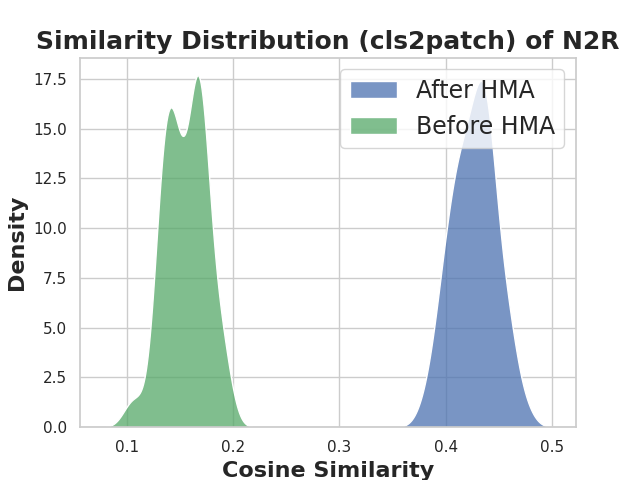 Similarity Distribution (cls2patch) of N2R
After HMA
Before HMA
Density
17.5
15.0
12.5
10.0
7.5
5.0
2.5
0.0
0.1 0.2 0.3 0.4 0.5
Cosine Similarity